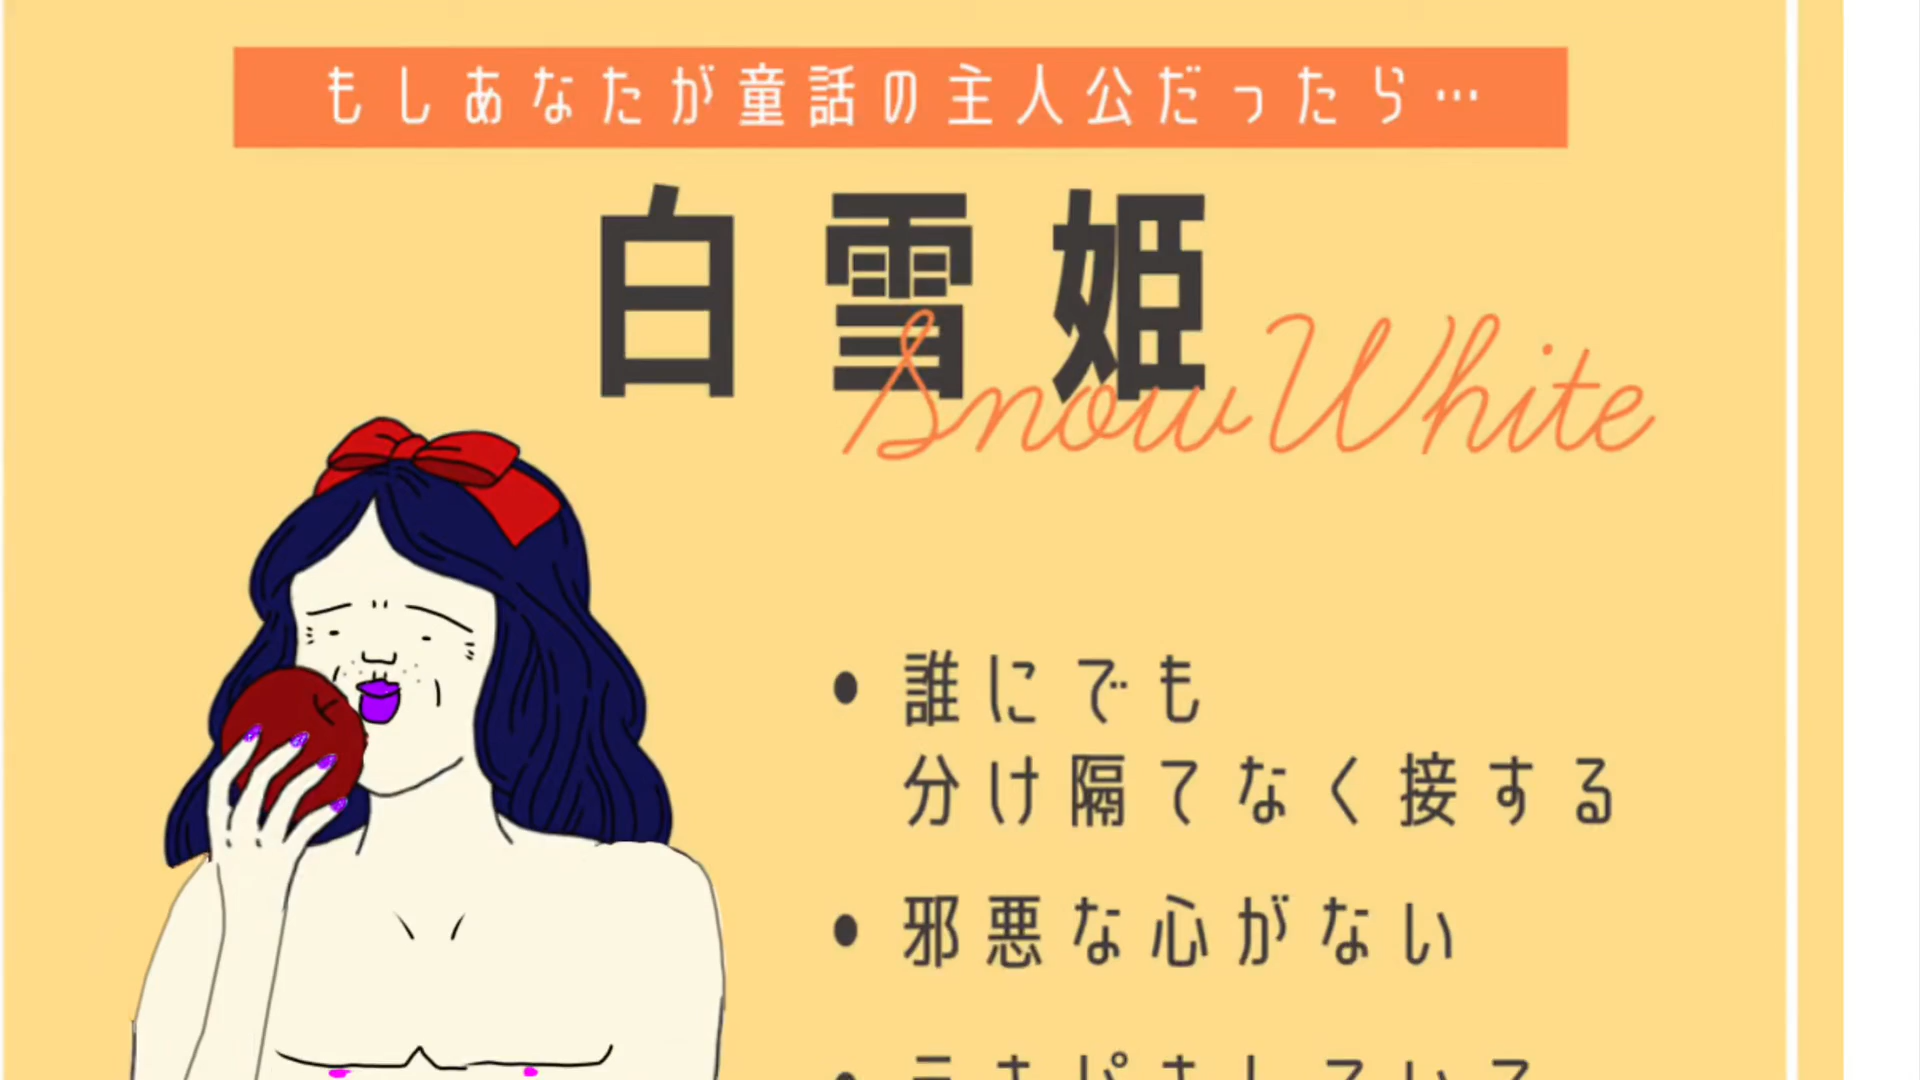 もしあなたが童話の主人公だったら…
白雪姫
Snow White
• 誰にでも
分け隔てなく接する
• 邪悪な心がない